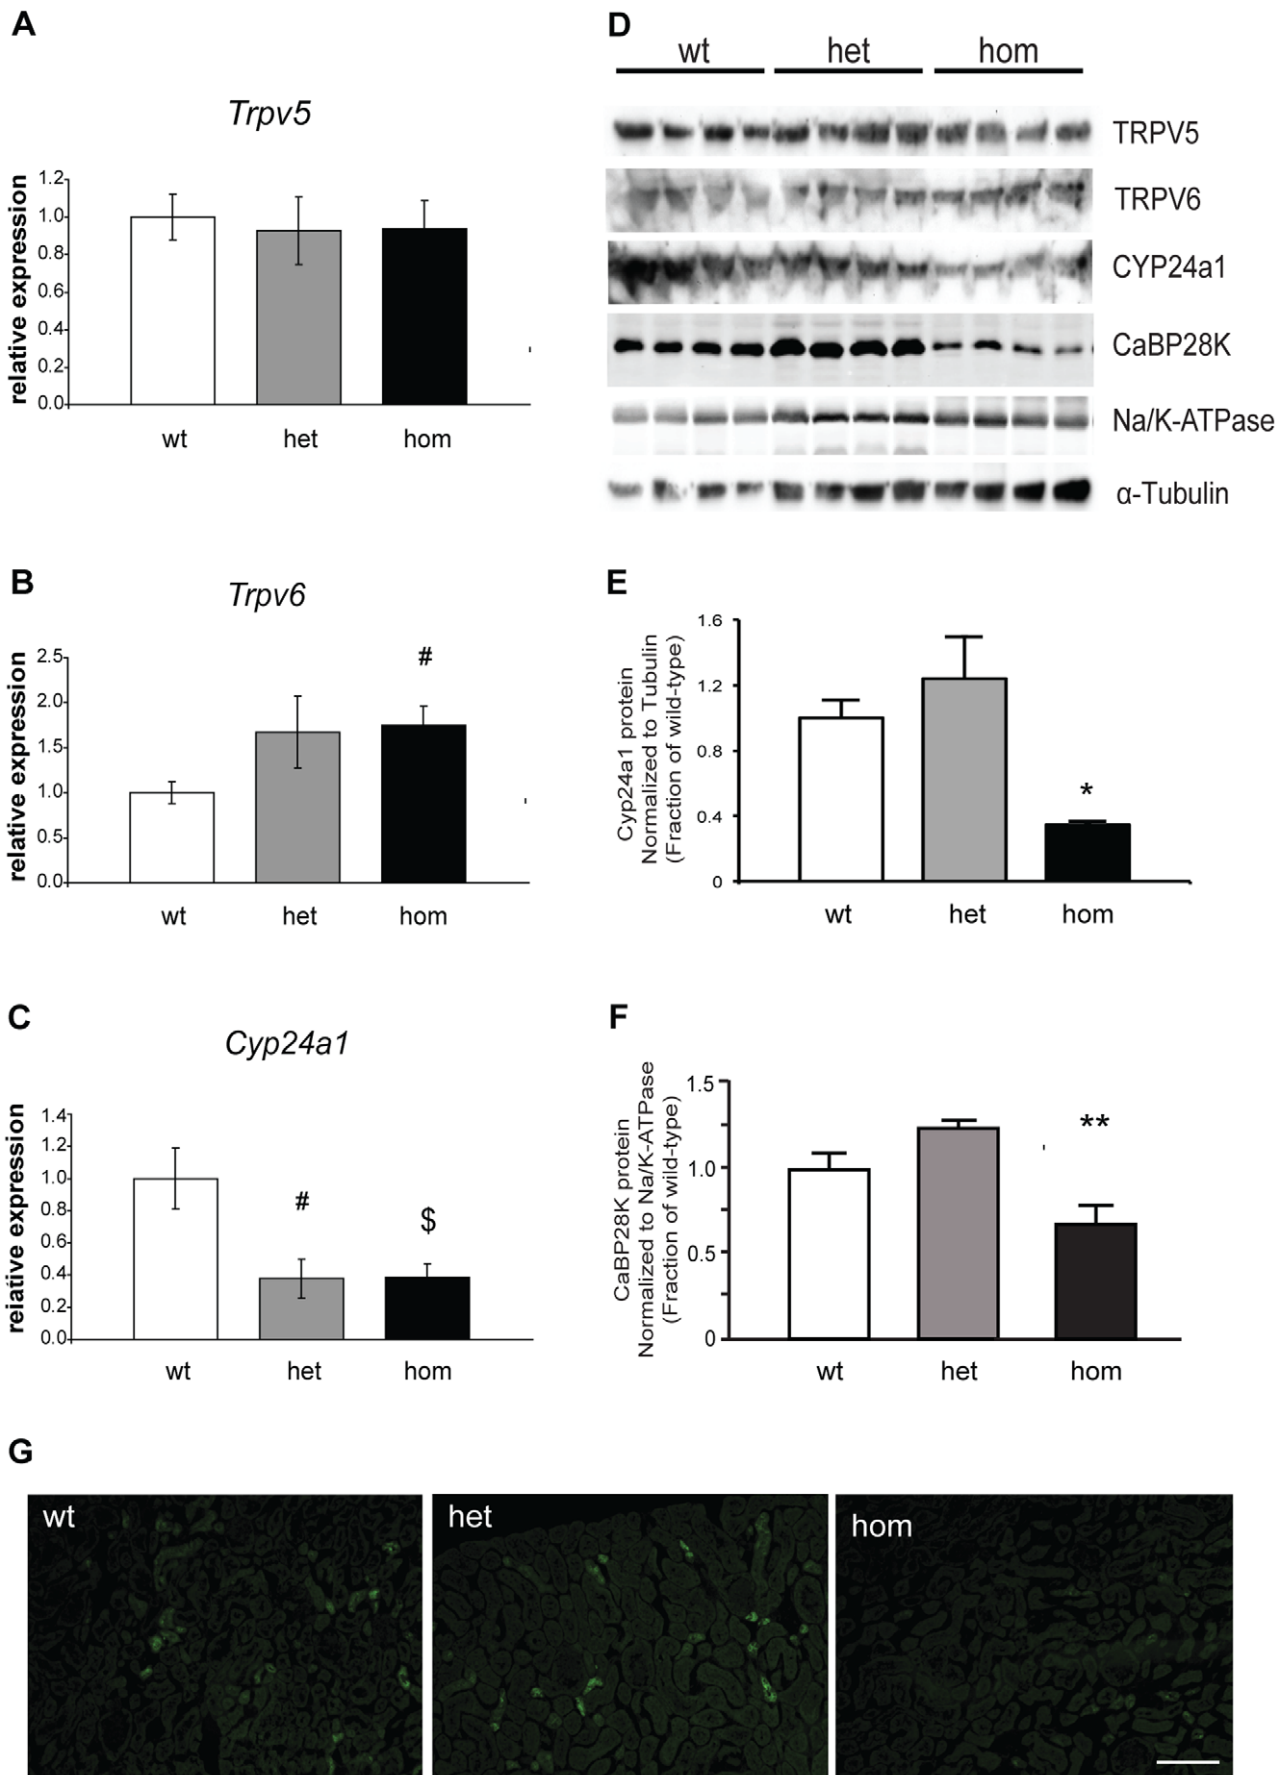 A
Trpv5
relative expression
1.2
1.0
0.8
0.6
0.4
0.2
0.0
wt het hom
D
wt het hom
TRPV5
TRPV6
CYP24a1
CaBP28K
Na/K-ATPase
α-Tubulin
B
Trpv6
relative expression
2.5
2.0
1.5
1.0
0.5
0.0
#
wt het hom
E
Cyp24a1 protein
Normalized to Tubulin
(Fraction of wild-type)
1.6
1.2
0.8
0.4
0
*
wt het hom
C
Cyp24a1
relative expression
1.4
1.2
1.0
0.8
0.6
0.4
0.2
0.0
# $
wt het hom
F
CaBP28K protein
Normalized to Na/K-ATPase
(Fraction of wild-type)
1.5
1.0
0.5
0
**
wt het hom
G
wt het hom